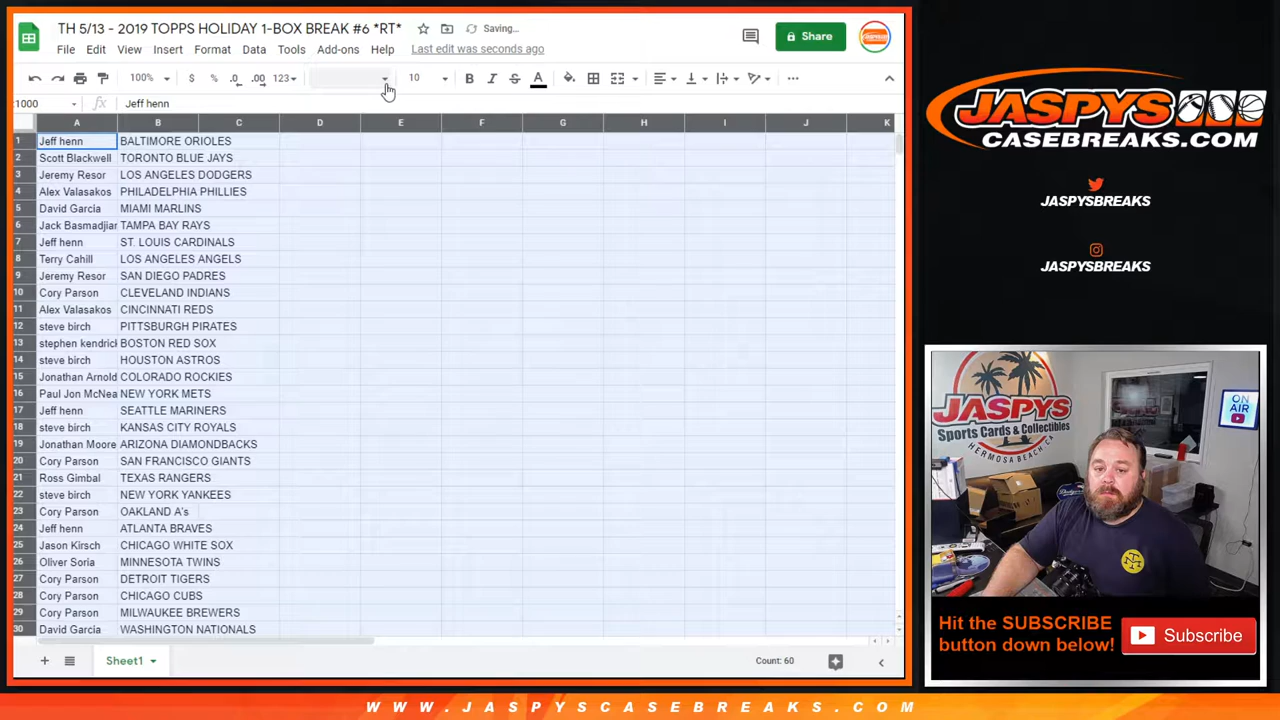 TH 5/13 - 2019 TOPPS HOLIDAY 1-BOX BREAK #6 *RT* Saving...
File Edit View Insert Format Data Tools Add-ons Help Last edit was seconds ago
Share
100% $ % .0 .00 123 10 B I S A
:1000 fx Jeff henn
A B C D E F G H I J K
1 Jeff henn BALTIMORE ORIOLES
2 Scott Blackwell TORONTO BLUE JAYS
3 Jeremy Resor LOS ANGELES DODGERS
4 Alex Valasakos PHILADELPHIA PHILLIES
5 David Garcia MIAMI MARLINS
6 Jack Basmadjian TAMPA BAY RAYS
7 Jeff henn ST. LOUIS CARDINALS
8 Terry Cahill LOS ANGELES ANGELS
9 Jeremy Resor SAN DIEGO PADRES
10 Cory Parson CLEVELAND INDIANS
11 Alex Valasakos CINCINNATI REDS
12 steve birch PITTSBURGH PIRATES
13 stephen kendrick BOSTON RED SOX
14 steve birch HOUSTON ASTROS
15 Jonathan Arnold COLORADO ROCKIES
16 Paul Jon McNea NEW YORK METS
17 Jeff henn SEATTLE MARINERS
18 steve birch KANSAS CITY ROYALS
19 Jonathan Moore ARIZONA DIAMONDBACKS
20 Cory Parson SAN FRANCISCO GIANTS
21 Ross Gimbal TEXAS RANGERS
22 steve birch NEW YORK YANKEES
23 Cory Parson OAKLAND A's
24 Jeff henn ATLANTA BRAVES
25 Jason Kirsch CHICAGO WHITE SOX
26 Oliver Soria MINNESOTA TWINS
27 Cory Parson DETROIT TIGERS
28 Cory Parson CHICAGO CUBS
29 Cory Parson MILWAUKEE BREWERS
30 David Garcia WASHINGTON NATIONALS
Sheet1 Count: 60
JASPYS
CASEBREAKS.COM
JASPYSBREAKS
JASPYSBREAKS
JASPYS
Sports Cards & Collectibles
HERMOSA BEACH, CA
ON AIR
Dodgers
Hit the SUBSCRIBE
button down below!
Subscribe
WWW.JASPYSCASEBREAKS.COM